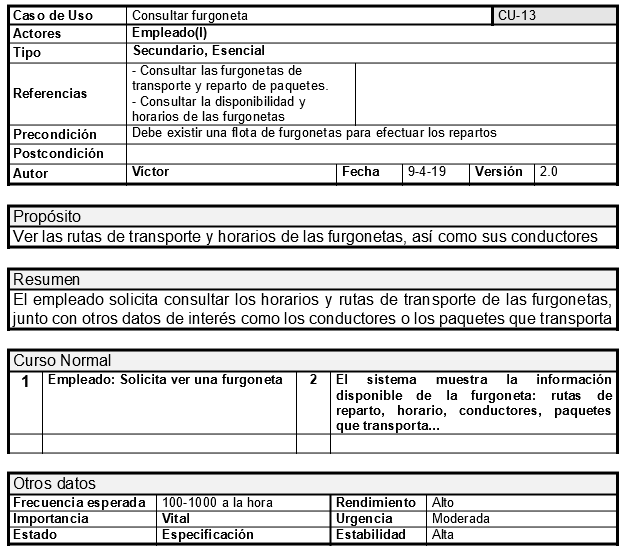 Caso de Uso Consultar furgoneta CU-13
Actores Empleado(I)
Tipo Secundario, Esencial
Referencias
- Consultar las furgonetas de
transporte y reparto de paquetes.
- Consultar la disponibilidad y
horarios de las furgonetas
Precondición Debe existir una flota de furgonetas para efectuar los repartos
Postcondición
Autor Víctor Fecha 9-4-19 Versión 2.0
Propósito
Ver las rutas de transporte y horarios de las furgonetas, así como sus conductores
Resumen
El empleado solicita consultar los horarios y rutas de transporte de las furgonetas,
junto con otros datos de interés como los conductores o los paquetes que transporta
Curso Normal
1 Empleado: Solicita ver una furgoneta
2 El sistema muestra la información
disponible de la furgoneta: rutas de
reparto, horario, conductores, paquetes
que transporta...
Otros datos
Frecuencia esperada 100-1000 a la hora Rendimiento Alto
Importancia Vital Urgencia Moderada
Estado Especificación Estabilidad Alta